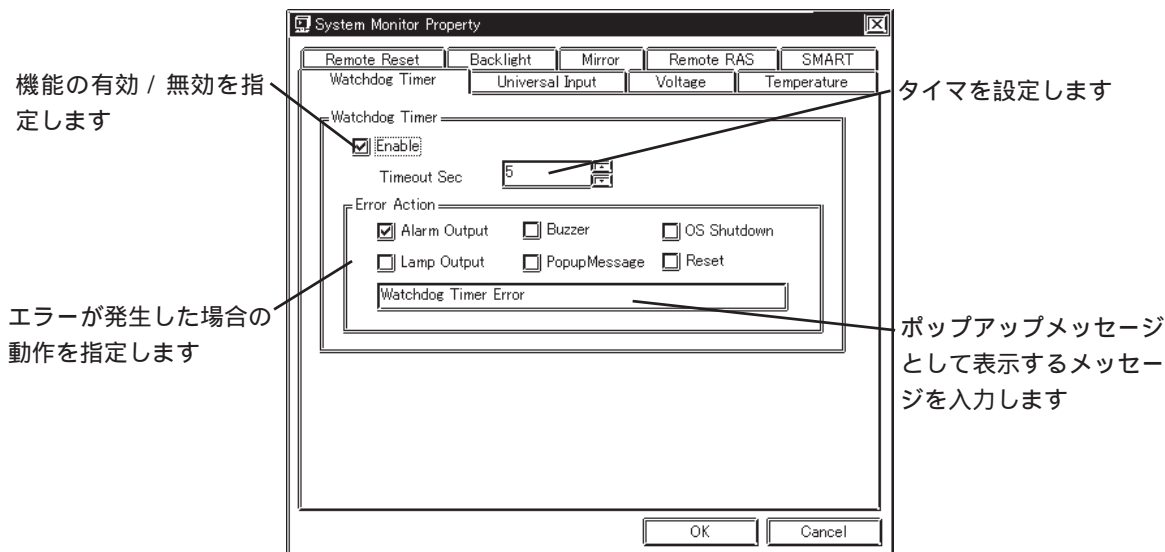 System Monitor Property
Remote Reset Backlight Mirror Remote RAS SMART
Watchdog Timer Universal Input Voltage Temperature
機能の有効 / 無効を指
定します
タイマを設定します
Watchdog Timer
Enable
Timeout Sec 5
Error Action
Alarm Output Buzzer OS Shutdown
Lamp Output PopupMessage Reset
Watchdog Timer Error
エラーが発生した場合の
動作を指定します
ポップアップメッセージ
として表示するメッセー
ジを入力します
OK Cancel